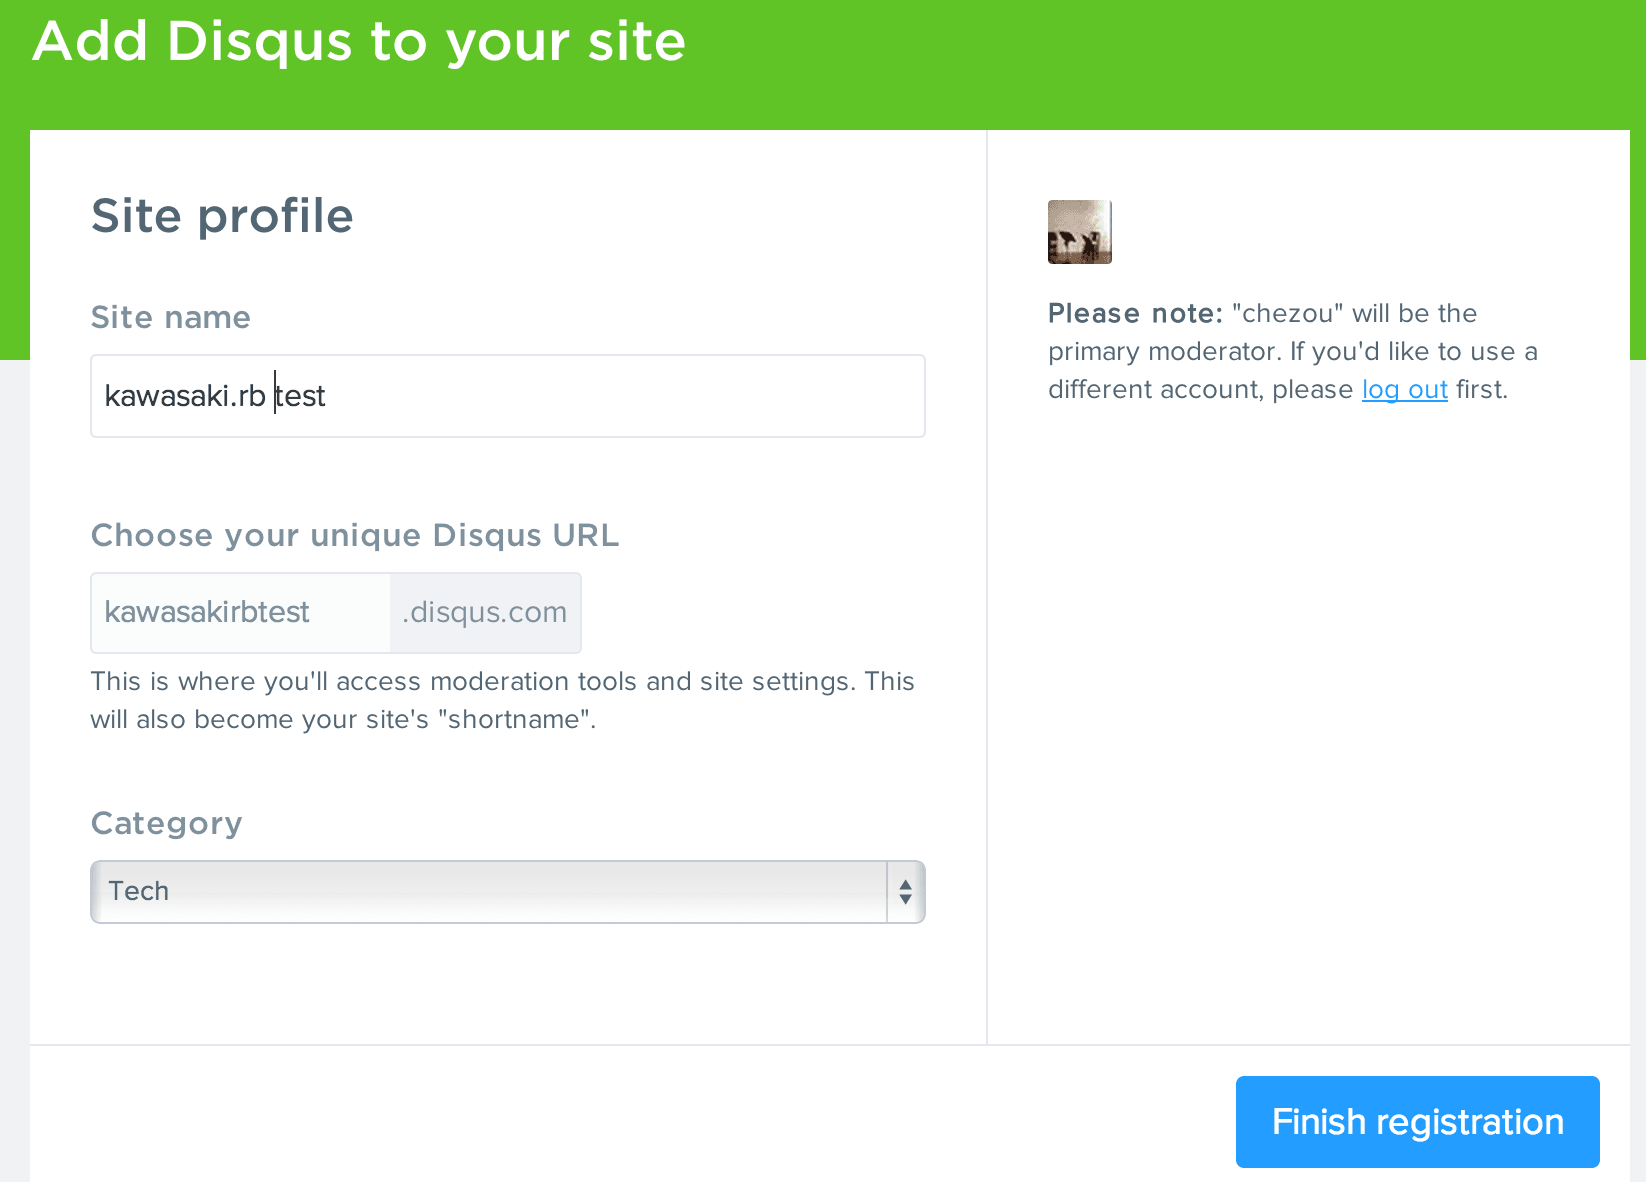 Add Disqus to your site
Site profile
Site name
kawasaki.rb test
Choose your unique Disqus URL
kawasakirbtest .disqus.com
This is where you'll access moderation tools and site settings. This
will also become your site's "shortname".
Category
Tech
Please note: "chezou" will be the
primary moderator. If you'd like to use a
different account, please log out first.
Finish registration